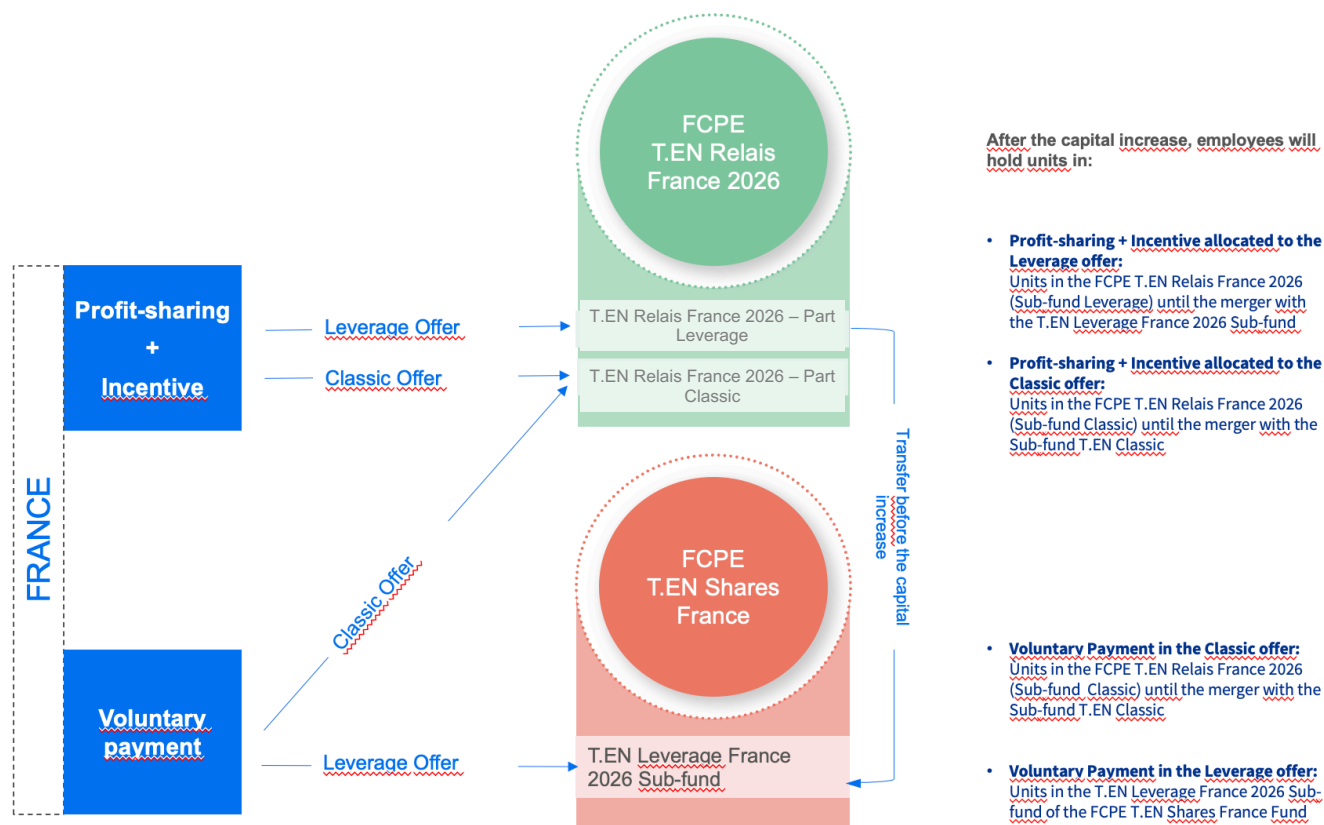 FRANCE
Profit-sharing
+
Incentive
Leverage Offer
Classic Offer
Voluntary
payment
Classic Offer
Leverage Offer
FCPE
T.EN Relais
France 2026
T.EN Relais France 2026 – Part
Leverage
T.EN Relais France 2026 – Part
Classic
FCPE
T.EN Shares
France
T.EN Leverage France
2026 Sub-fund
Transfer before the capital
increase
After the capital increase, employees will
hold units in:
• Profit-sharing + Incentive allocated to the
Leverage offer:
Units in the FCPE T.EN Relais France 2026
(Sub-fund Leverage) until the merger with
the T.EN Leverage France 2026 Sub-fund
• Profit-sharing + Incentive allocated to the
Classic offer:
Units in the FCPE T.EN Relais France 2026
(Sub-fund Classic) until the merger with the
Sub-fund T.EN Classic
• Voluntary Payment in the Classic offer:
Units in the FCPE T.EN Relais France 2026
(Sub-fund Classic) until the merger with the
Sub-fund T.EN Classic
• Voluntary Payment in the Leverage offer:
Units in the T.EN Leverage France 2026 Sub-
fund of the FCPE T.EN Shares France Fund